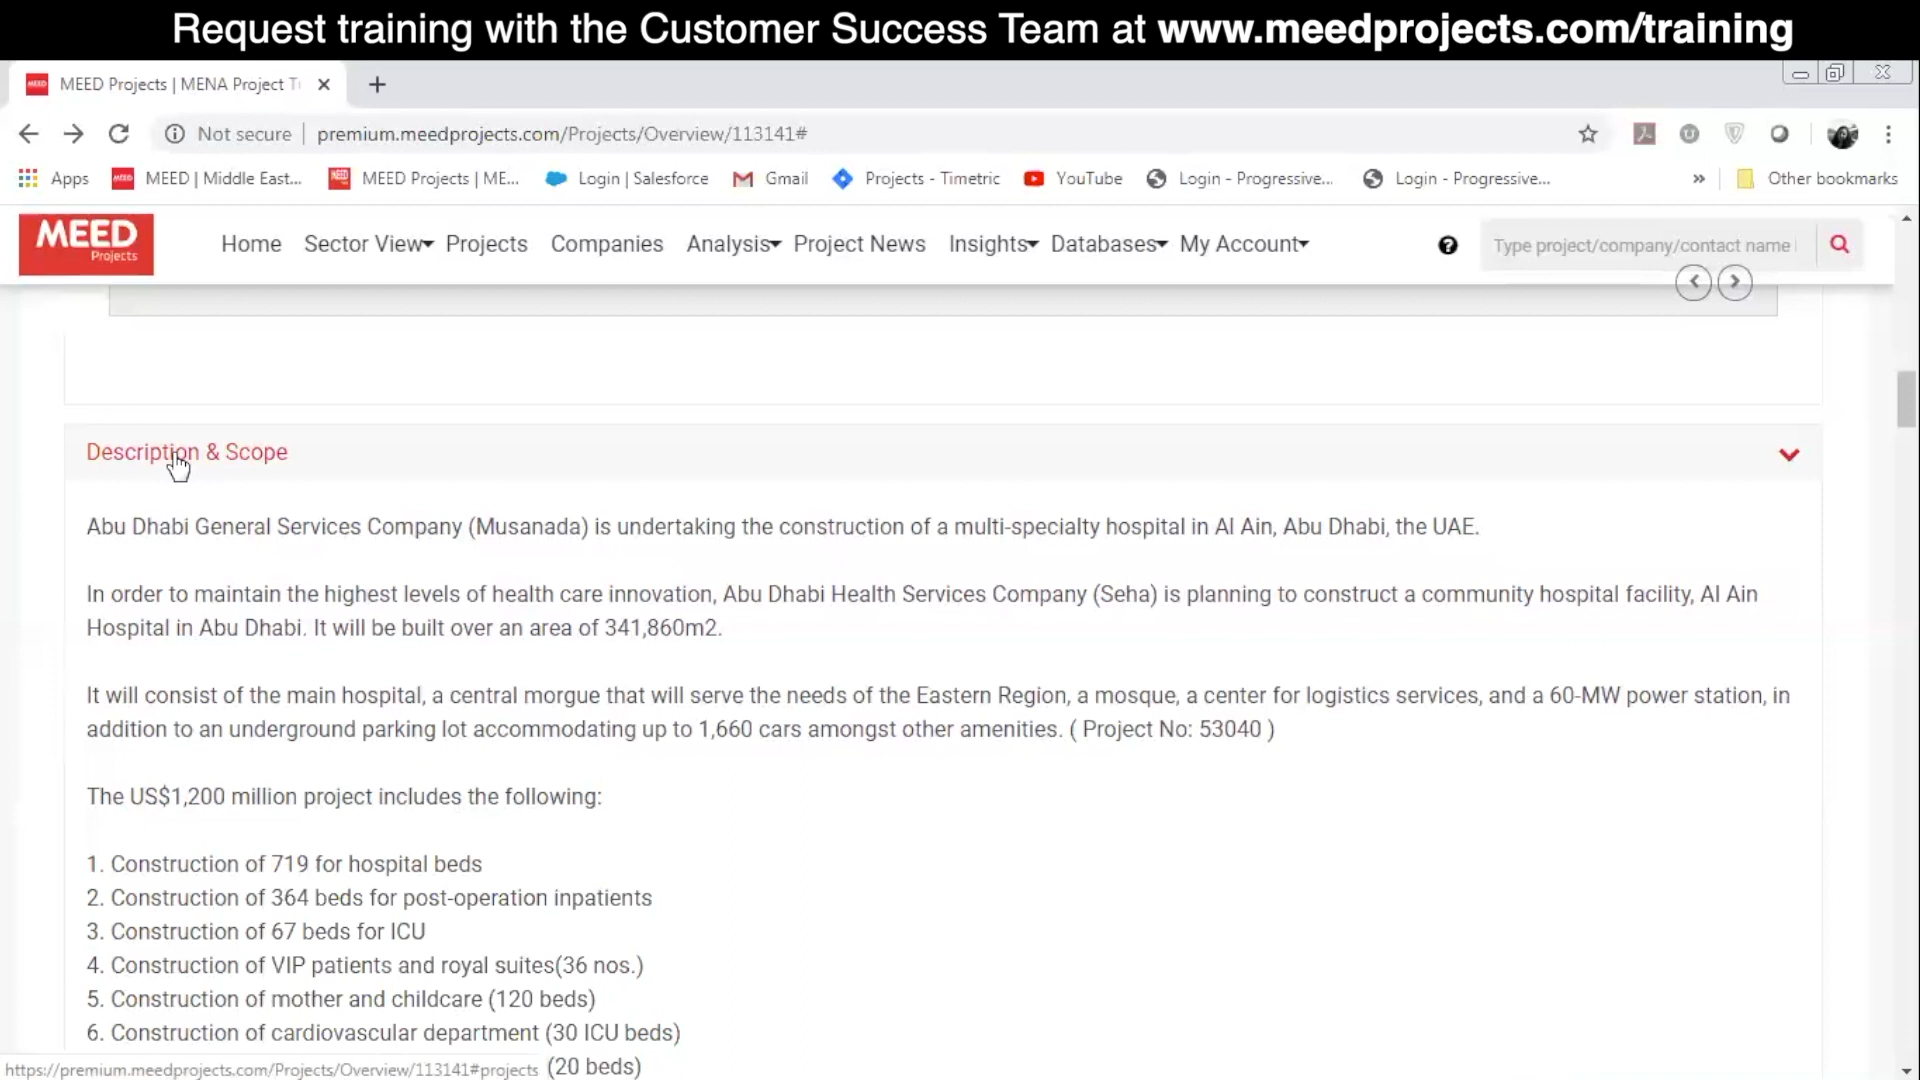 Request training with the Customer Success Team at www.meedprojects.com/training
MEED Projects | MENA Project T
Not secure | premium.meedprojects.com/Projects/Overview/113141#
Apps MEED MEED | Middle East... MEED MEED Projects | ME... Login | Salesforce Gmail Projects - Timetric YouTube Login - Progressive... Login - Progressive... » Other bookmarks
MEED
Projects
Home Sector View Projects Companies Analysis Project News Insights Databases My Account ? Type project/company/contact name
Description & Scope
Abu Dhabi General Services Company (Musanada) is undertaking the construction of a multi-specialty hospital in Al Ain, Abu Dhabi, the UAE.
In order to maintain the highest levels of health care innovation, Abu Dhabi Health Services Company (Seha) is planning to construct a community hospital facility, Al Ain
Hospital in Abu Dhabi. It will be built over an area of 341,860m2.
It will consist of the main hospital, a central morgue that will serve the needs of the Eastern Region, a mosque, a center for logistics services, and a 60-MW power station, in
addition to an underground parking lot accommodating up to 1,660 cars amongst other amenities. ( Project No: 53040 )
The US$1,200 million project includes the following:
1. Construction of 719 for hospital beds
2. Construction of 364 beds for post-operation inpatients
3. Construction of 67 beds for ICU
4. Construction of VIP patients and royal suites(36 nos.)
5. Construction of mother and childcare (120 beds)
6. Construction of cardiovascular department (30 ICU beds)
https://premium.meedprojects.com/Projects/Overview/113141#projects (20 beds)